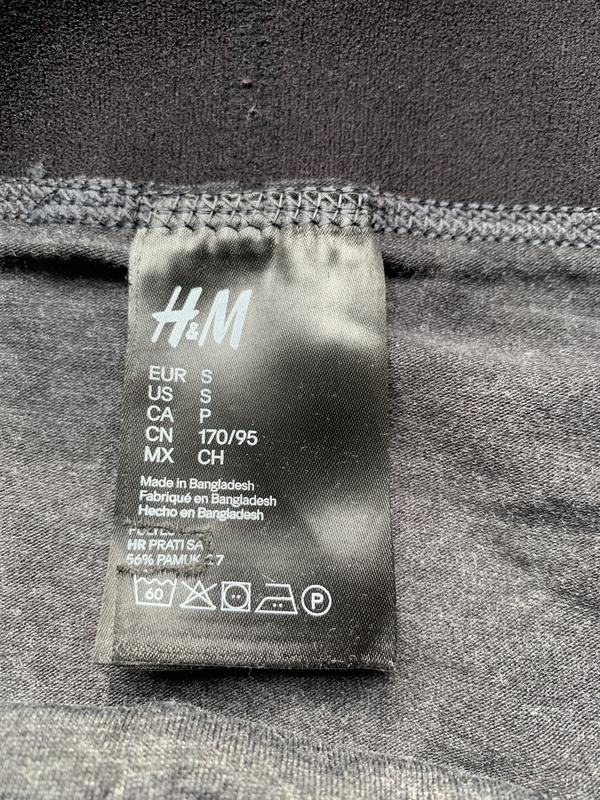 H&M
EUR S
US S
CA P
CN 170/95
MX CH
Made in Bangladesh
Fabriqué en Bangladesh
Hecho en Bangladesh
HR PRATI SA
56% PAMUK
60
P